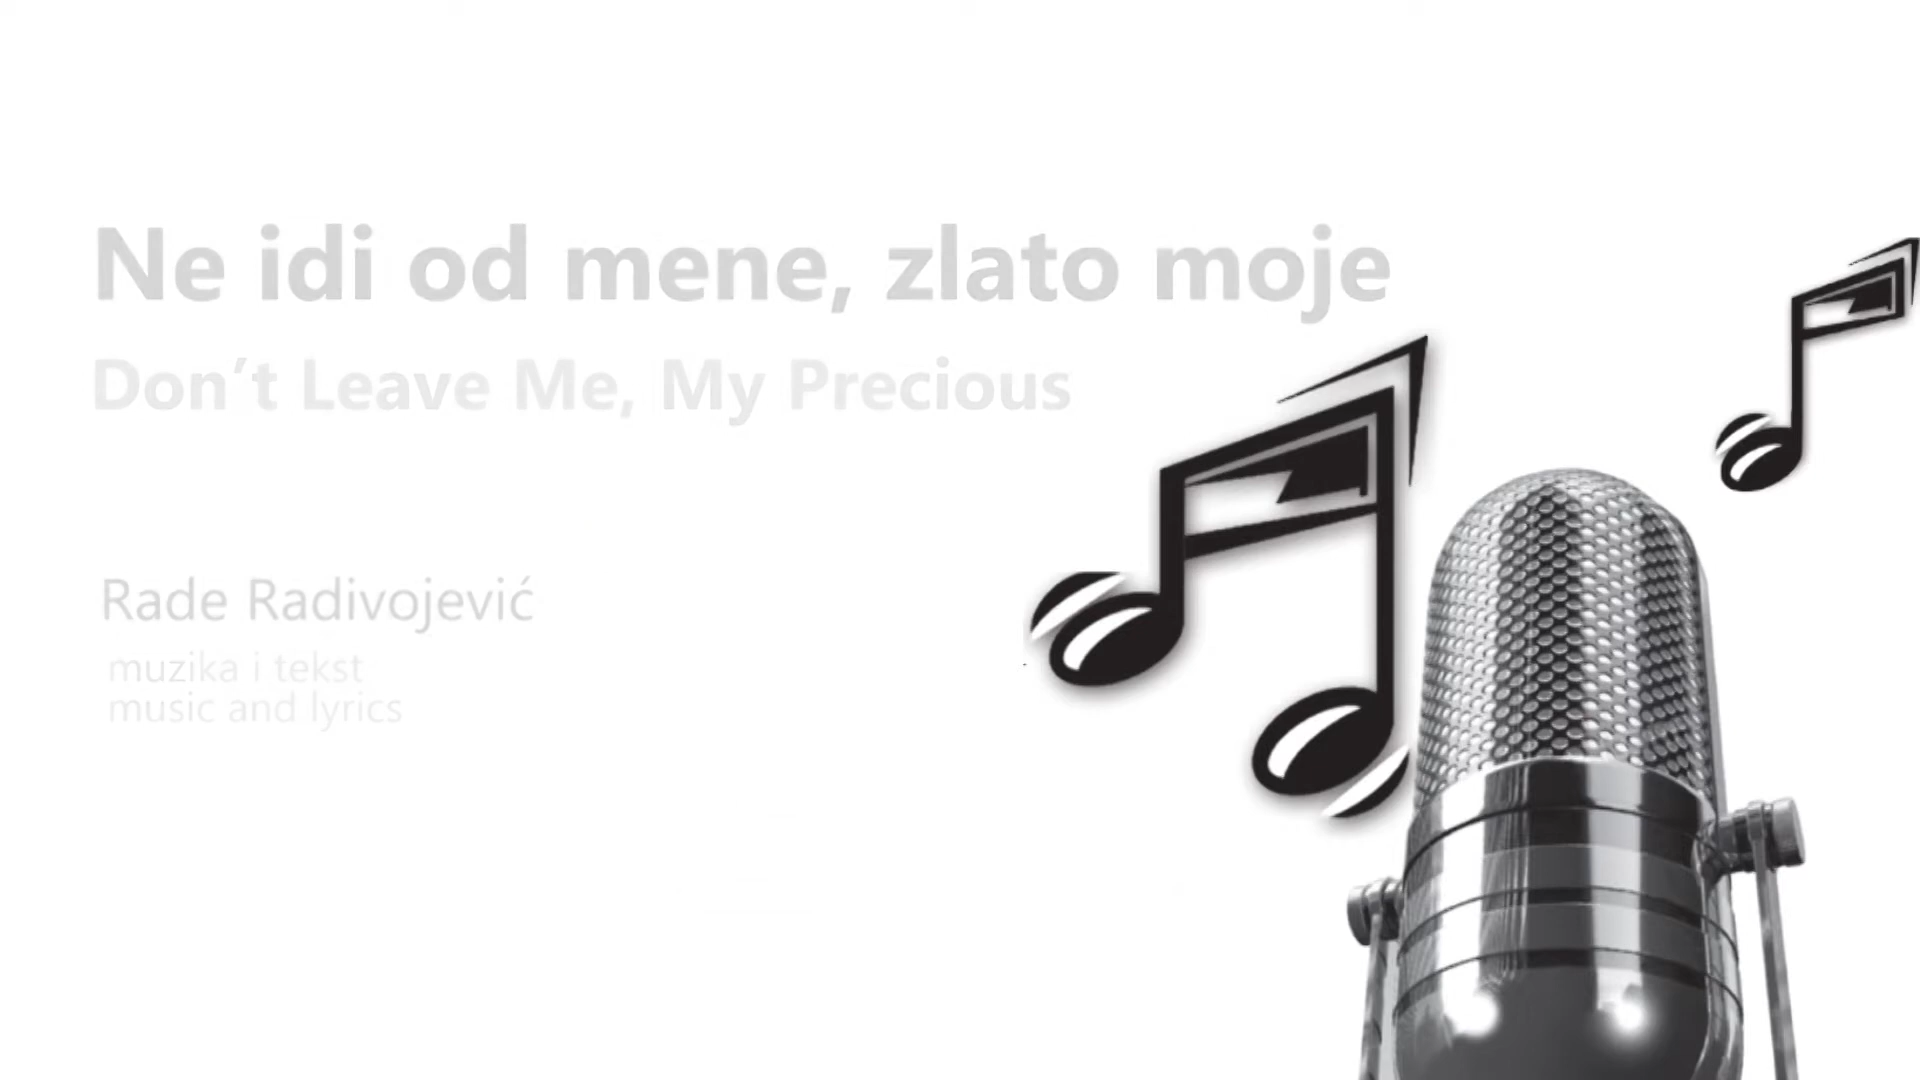 Ne idi od mene, zlato moje
Don’t Leave Me, My Precious
Rade Radivojević
muzika i tekst
music and lyrics